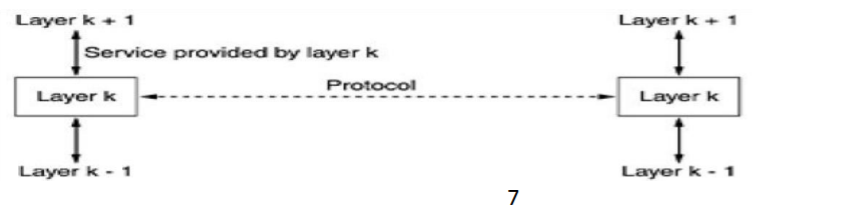 Layer k + 1 Layer k + 1
Service provided by layer k
Protocol
Layer k Layer k
Layer k - 1 Layer k - 1
7